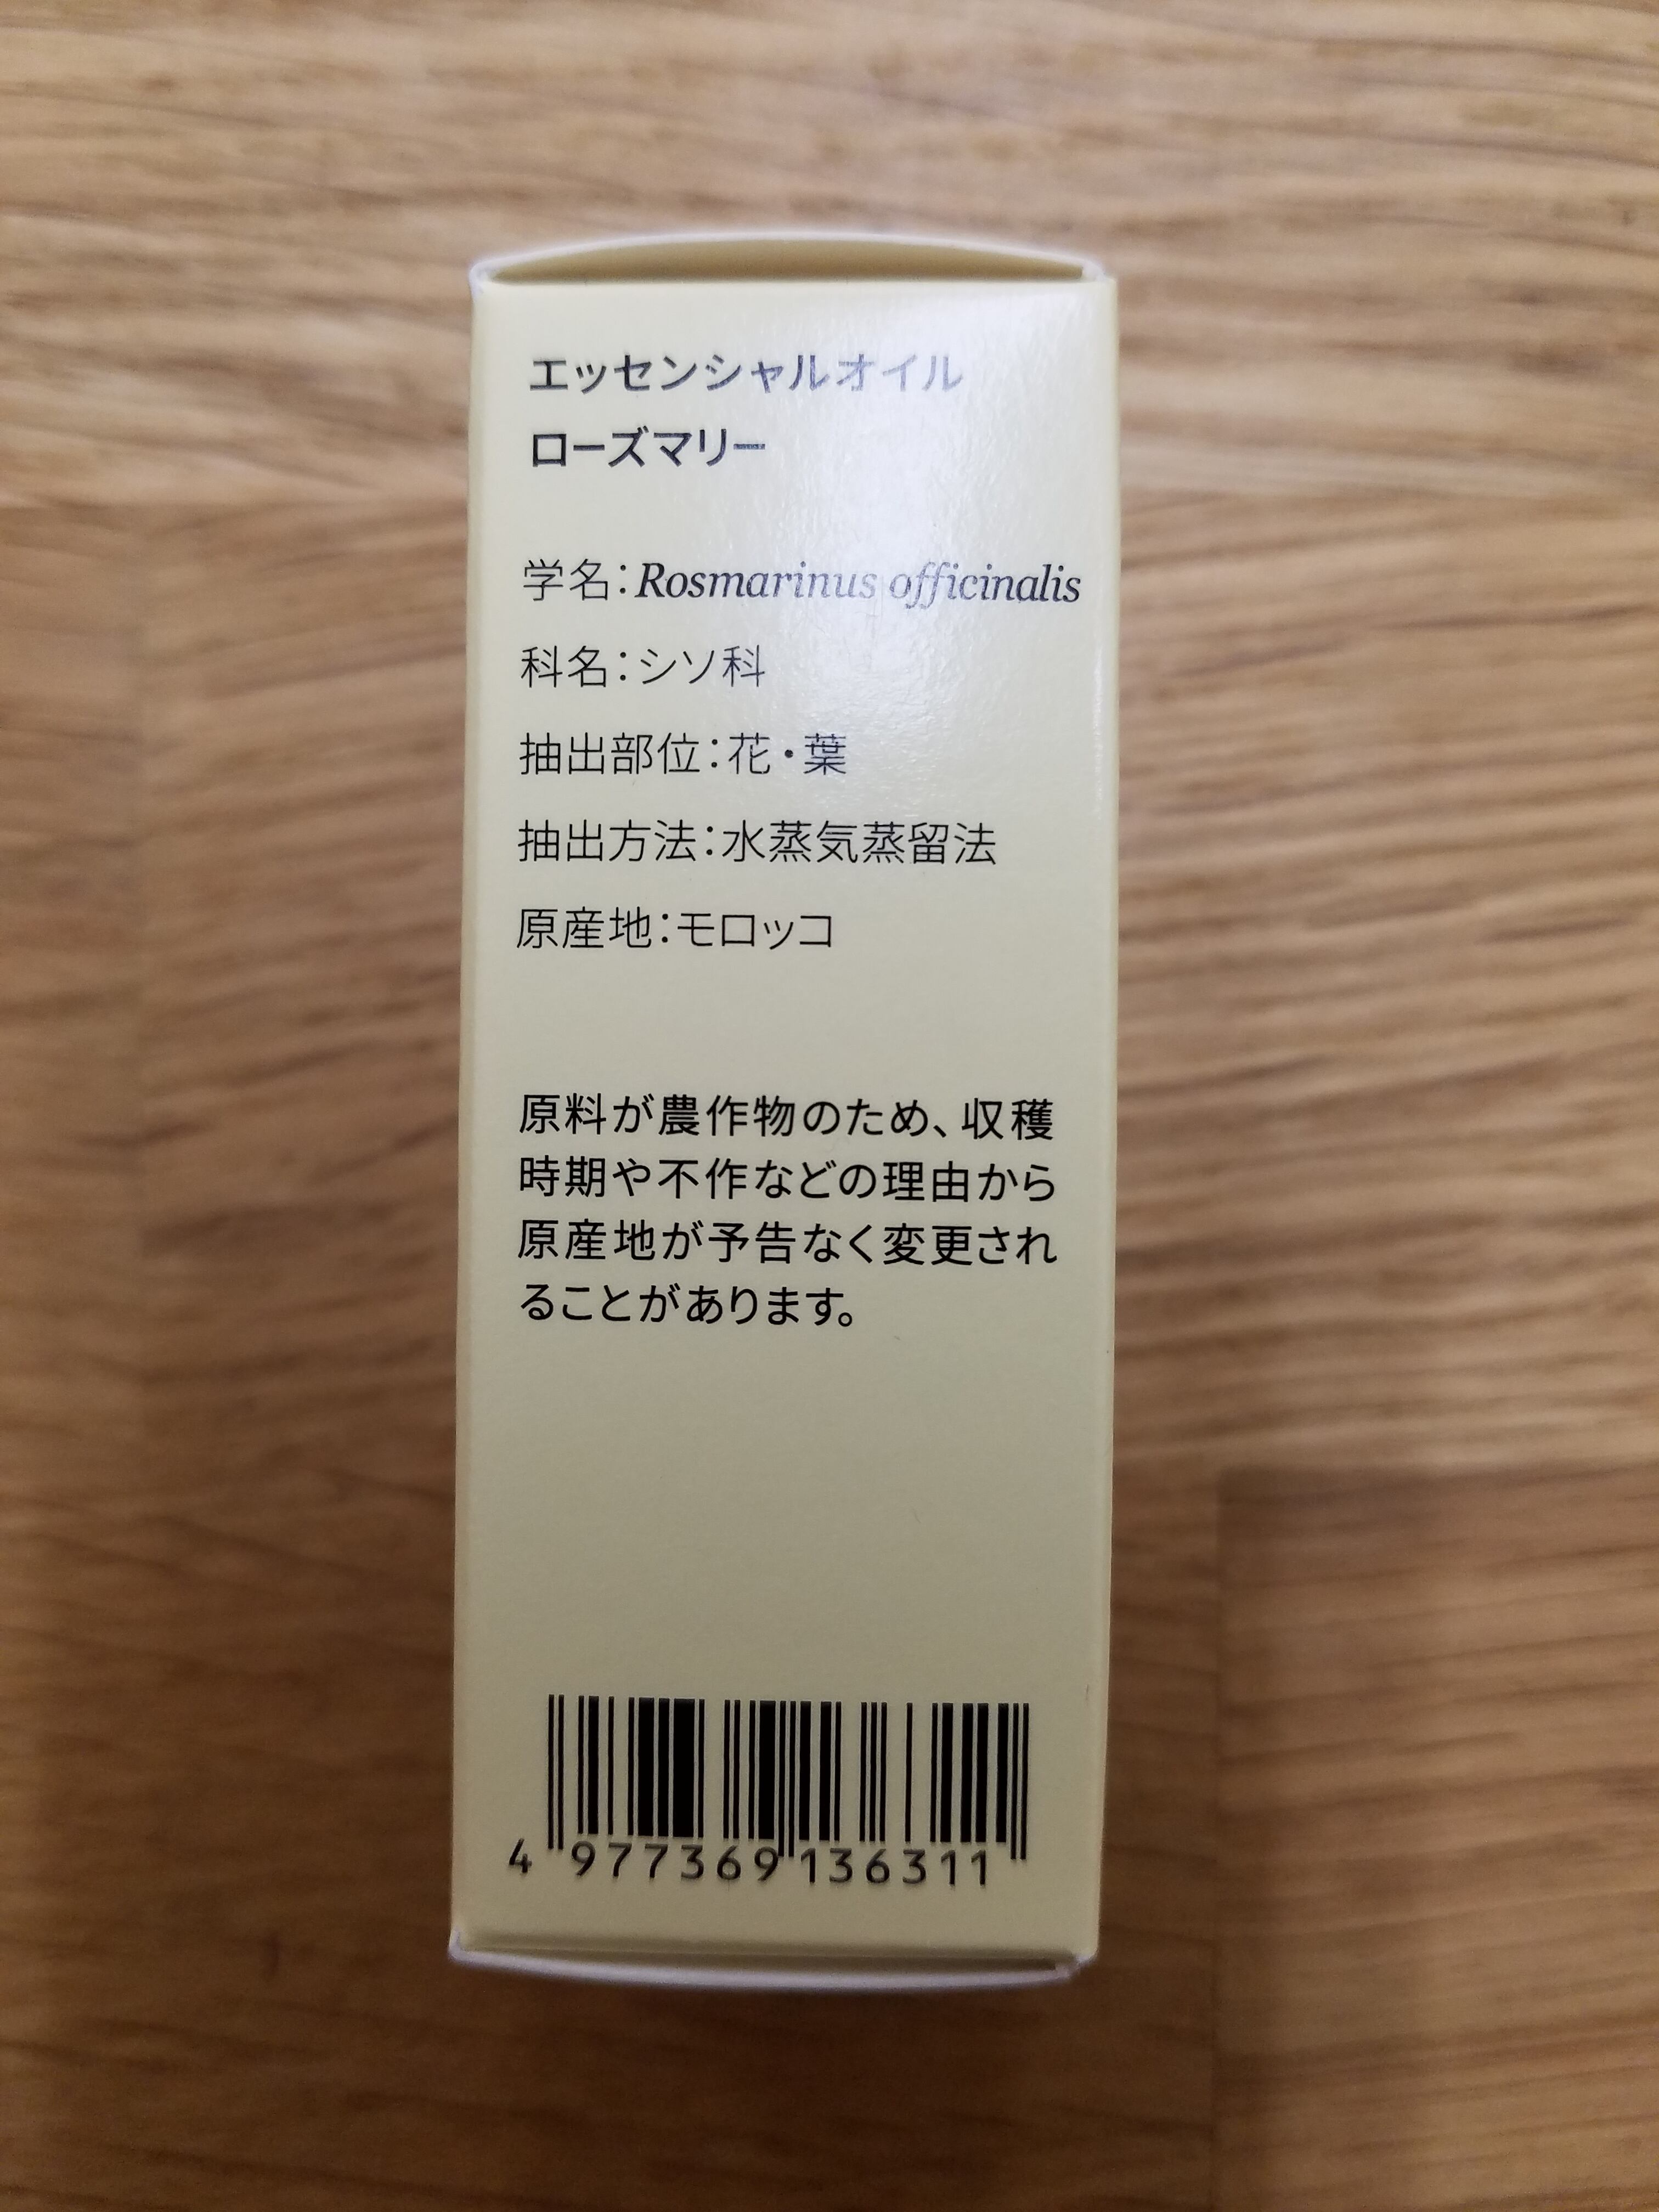 エッセンシャルオイル
ローズマリー
学名：Rosmarinus officinalis
科名：シソ科
抽出部位：花・葉
抽出方法：水蒸気蒸留法
原産地：モロッコ
原料が農作物のため、収穫
時期や不作などの理由から
原産地が予告なく変更され
ることがあります。
4 977369 136311